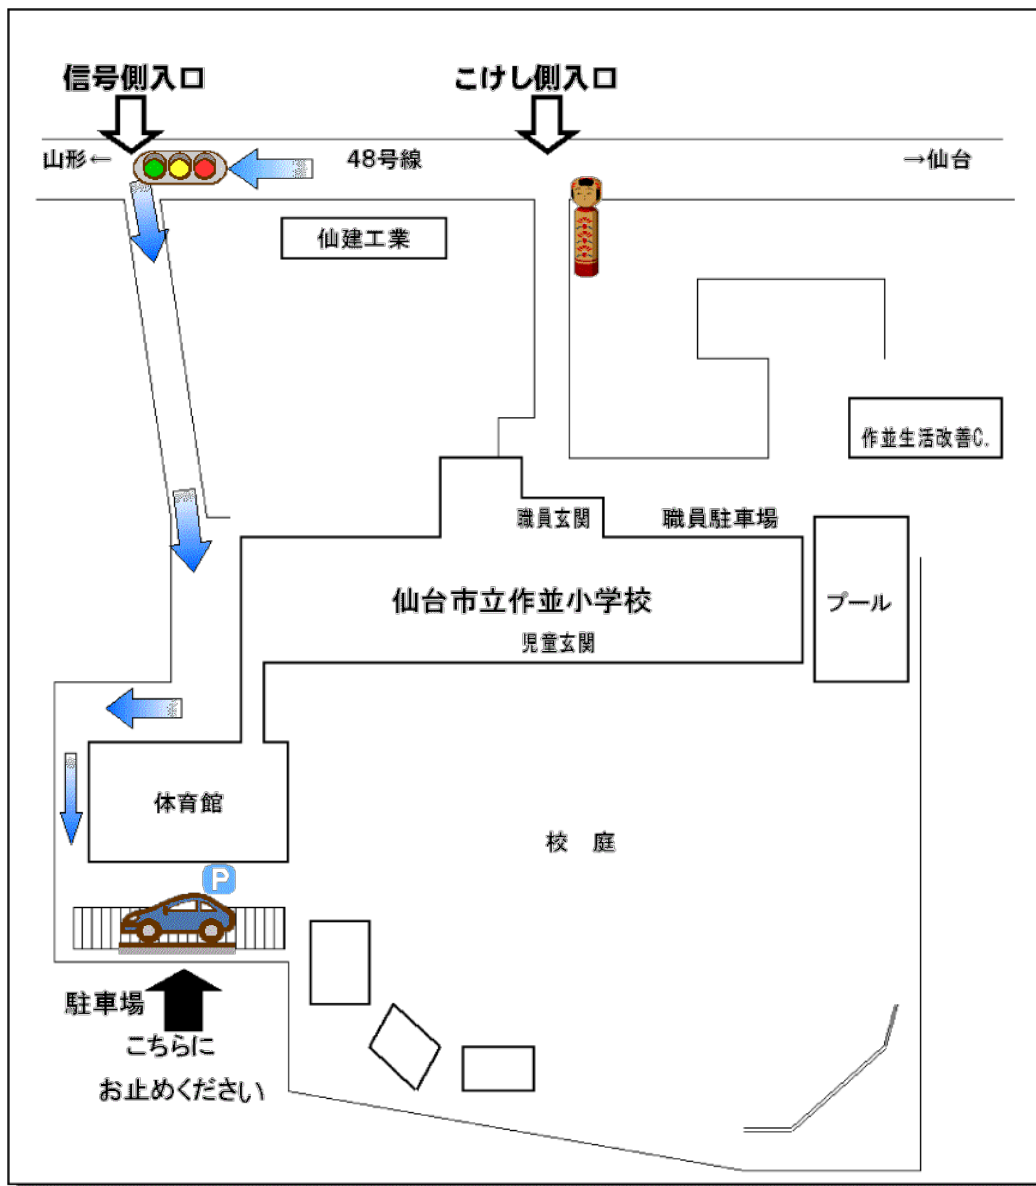 信号側入口
こけし側入口
山形←
48号線
→仙台
仙建工業
作並生活改善C.
職員玄関
職員駐車場
仙台市立作並小学校
プール
児童玄関
体育館
校　庭
P
駐車場
こちらに
お止めください